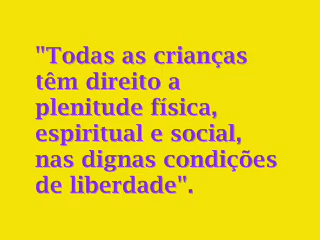 "Todas as crianças
têm direito a
plenitude física,
espiritual e social,
nas dignas condições
de liberdade".